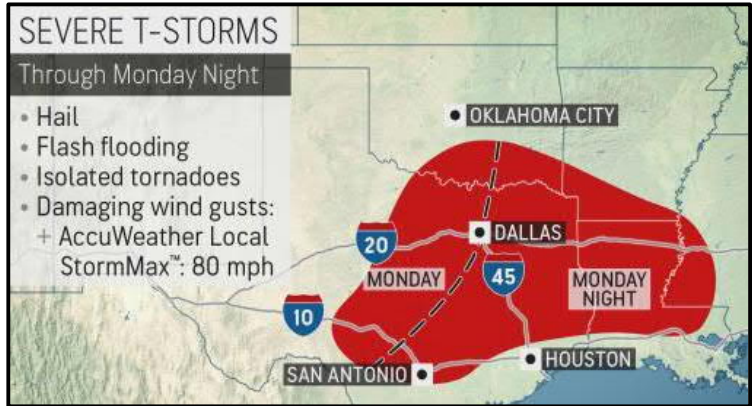 SEVERE T-STORMS
Through Monday Night
• Hail
• Flash flooding
• Isolated tornadoes
• Damaging wind gusts:
+ AccuWeather Local
StormMax™: 80 mph
OKLAHOMA CITY
DALLAS
20
MONDAY
45
MONDAY
NIGHT
10
HOUSTON
SAN ANTONIO